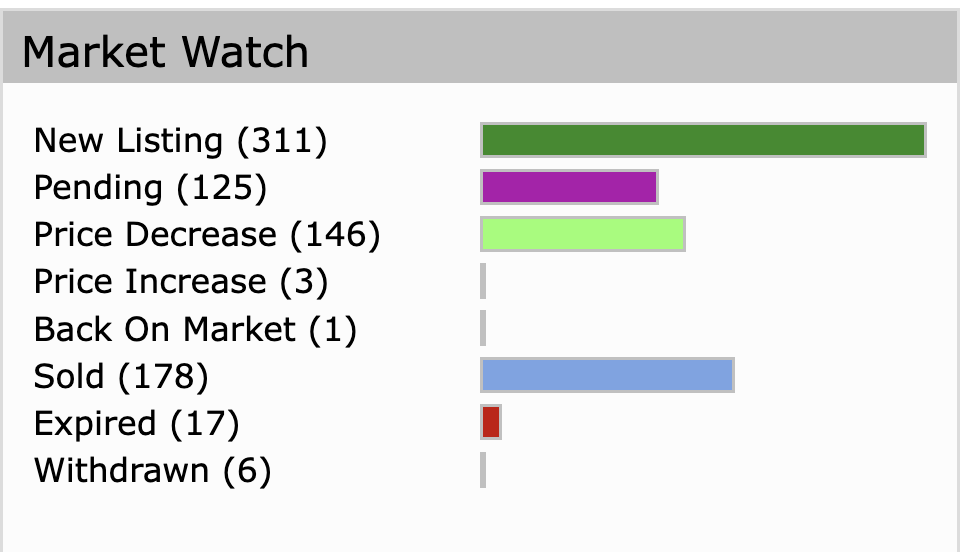 Market Watch
New Listing (311)
Pending (125)
Price Decrease (146)
Price Increase (3)
Back On Market (1)
Sold (178)
Expired (17)
Withdrawn (6)